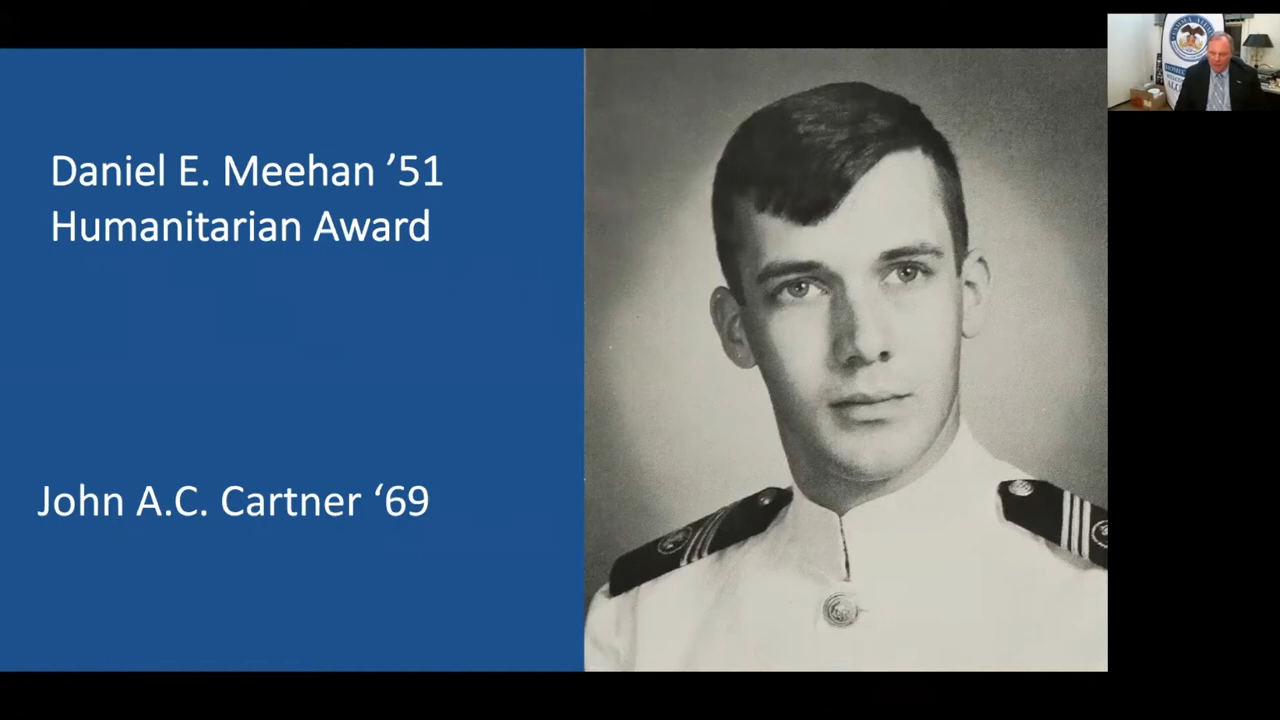 Daniel E. Meehan ’51
Humanitarian Award
John A.C. Cartner ‘69